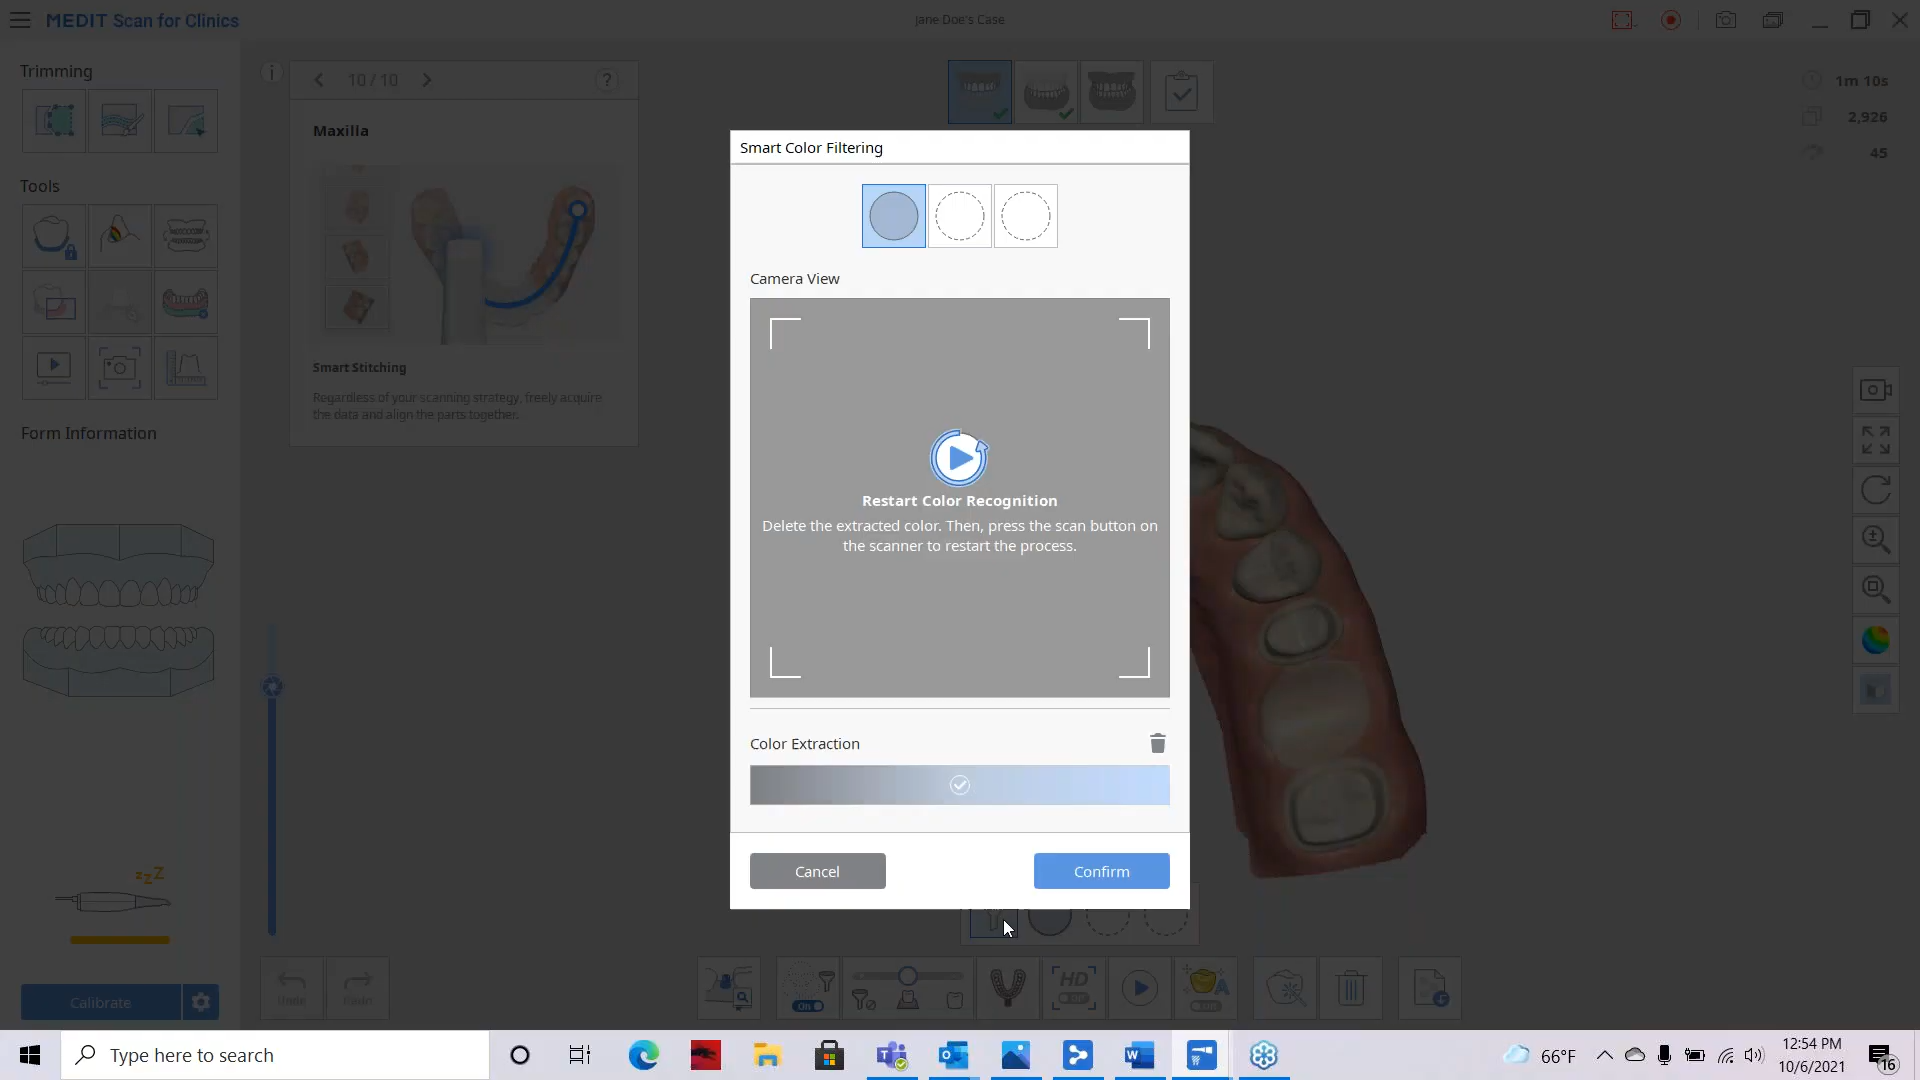 MEDIT Scan for Clinics
Jane Doe's Case
Trimming
10 / 10
?
i
1m 10s
2,926
45
Maxilla
Smart Color Filtering
Tools
Camera View
Smart Stitching
Regardless of your scanning strategy, freely acquire
the data and align the parts together.
Form Information
Restart Color Recognition
Delete the extracted color. Then, press the scan button on
the scanner to restart the process.
Color Extraction
Cancel
Confirm
zzZ
Calibrate
Undo
Redo
On
HD
Off
A
Off
Type here to search
66°F
12:54 PM
10/6/2021
16